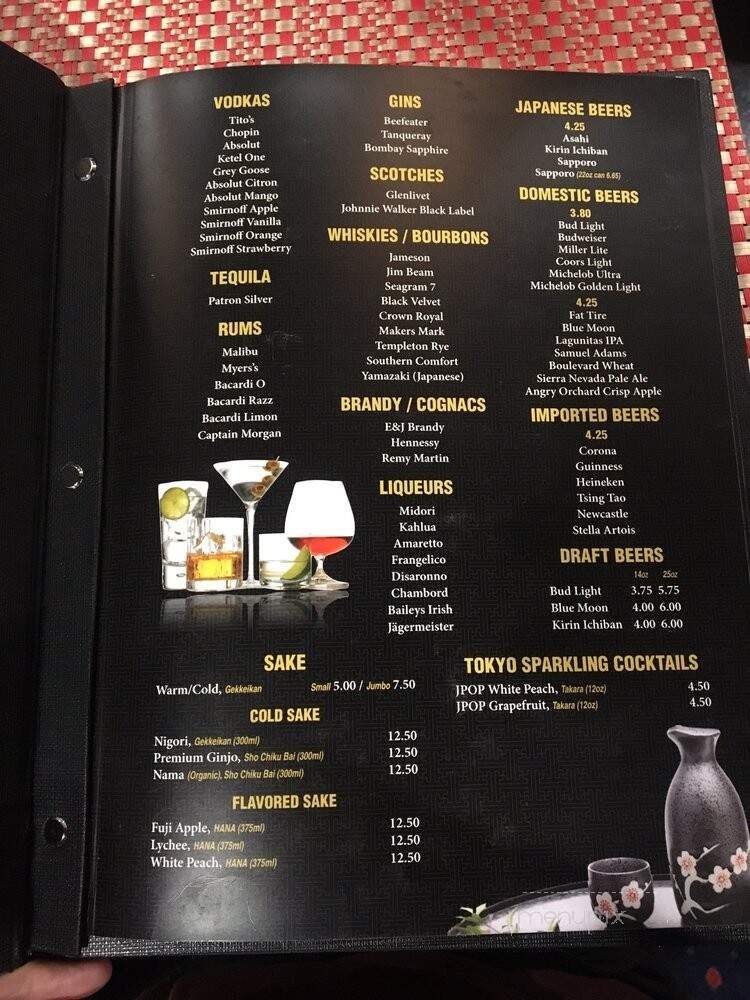 VODKAS
Tito's
Chopin
Absolut
Ketel One
Grey Goose
Absolut Citron
Absolut Mango
Smirnoff Apple
Smirnoff Vanilla
Smirnoff Orange
Smirnoff Strawberry
TEQUILA
Patron Silver
RUMS
Malibu
Myers's
Bacardi O
Bacardi Razz
Bacardi Limon
Captain Morgan
GINS
Beefeater
Tanqueray
Bombay Sapphire
SCOTCHES
Glenlivet
Johnnie Walker Black Label
WHISKIES / BOURBONS
Jameson
Jim Beam
Seagram 7
Black Velvet
Crown Royal
Makers Mark
Templeton Rye
Southern Comfort
Yamazaki (Japanese)
BRANDY / COGNACS
E&J Brandy
Hennessy
Remy Martin
LIQUEURS
Midori
Kahlua
Amaretto
Frangelico
Disaronno
Chambord
Baileys Irish
Jägermeister
JAPANESE BEERS
4.25
Asahi
Kirin Ichiban
Sapporo
Sapporo (22oz can 6.65)
DOMESTIC BEERS
3.80
Bud Light
Budweiser
Miller Lite
Coors Light
Michelob Ultra
Michelob Golden Light
4.25
Fat Tire
Blue Moon
Lagunitas IPA
Samuel Adams
Boulevard Wheat
Sierra Nevada Pale Ale
Angry Orchard Crisp Apple
IMPORTED BEERS
4.25
Corona
Guinness
Heineken
Tsing Tao
Newcastle
Stella Artois
DRAFT BEERS
14oz 25oz
Bud Light 3.75 5.75
Blue Moon 4.00 6.00
Kirin Ichiban 4.00 6.00
SAKE
Warm/Cold, Gekkeikan Small 5.00 / Jumbo 7.50
COLD SAKE
Nigori, Gekkeikan (300ml) 12.50
Premium Ginjo, Sho Chiku Bai (300ml) 12.50
Nama (Organic), Sho Chiku Bai (300ml) 12.50
FLAVORED SAKE
Fuji Apple, HANA (375ml) 12.50
Lychee, HANA (375ml) 12.50
White Peach, HANA (375ml) 12.50
TOKYO SPARKLING COCKTAILS
JPOP White Peach, Takara (12oz) 4.50
JPOP Grapefruit, Takara (12oz) 4.50
menupix